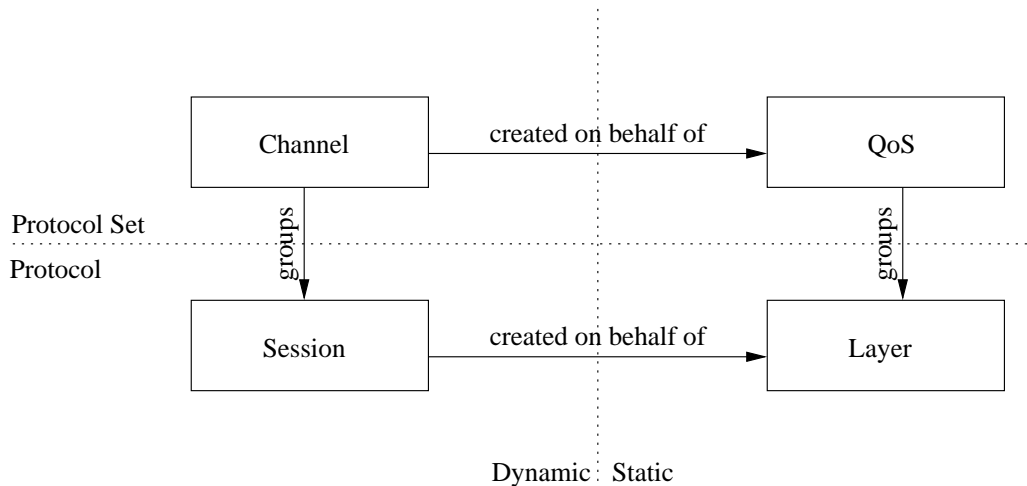 Channel
created on behalf of
QoS
Protocol Set
groups
groups
Protocol
Session
created on behalf of
Layer
Dynamic
Static